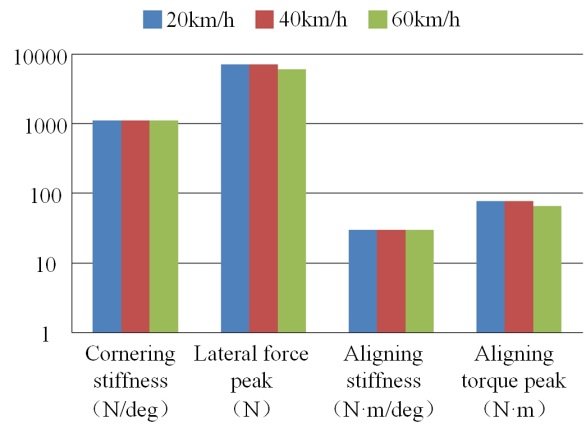 20km/h 40km/h 60km/h
10000
1000
100
10
1
Cornering stiffness (N/deg)
Lateral force peak (N)
Aligning stiffness (N·m/deg)
Aligning torque peak (N·m)